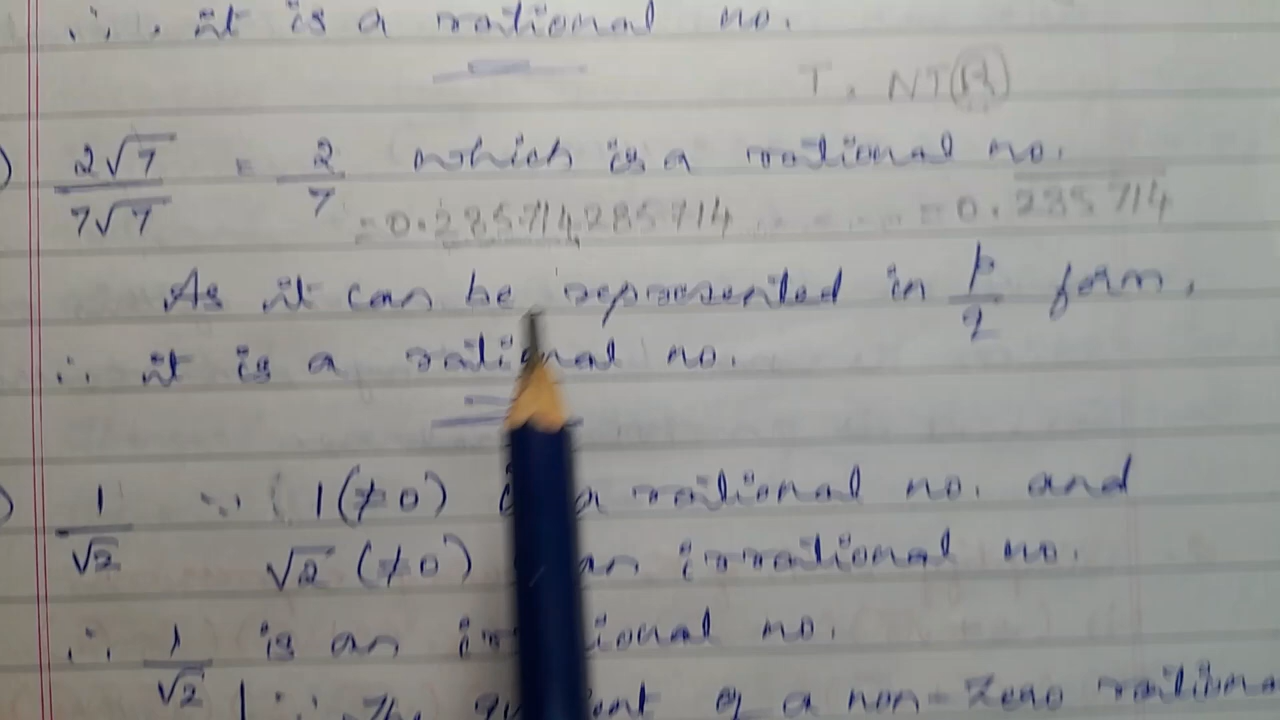 ∴ it is a rational no.
T. NT(R)
) 2√7/7√7 = 2/7 which is a rational no.
= 0.285714285714...... = 0.285714
As it can be represented in p/q form,
∴ it is a rational no.
) 1/√2 ∵ 1(≠0) a rational no. and
√2 (≠0) an irrational no.
∴ 1/√2 is an irrational no.
∵ The of a non-zero rational